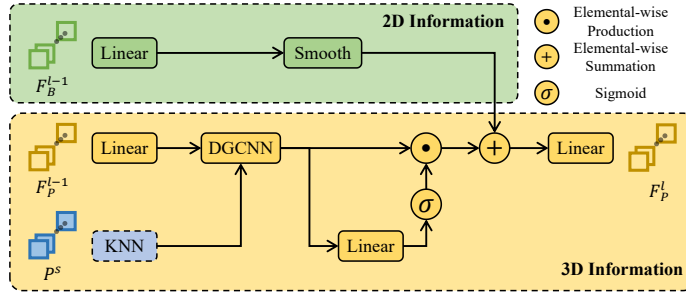 2D Information
Linear
Smooth
F_B^{l-1}
Elemental-wise
Production
Elemental-wise
Summation
σ
Sigmoid
F_P^{l-1}
Linear
DGCNN
Linear
F_P^l
σ
KNN
Linear
P^s
3D Information